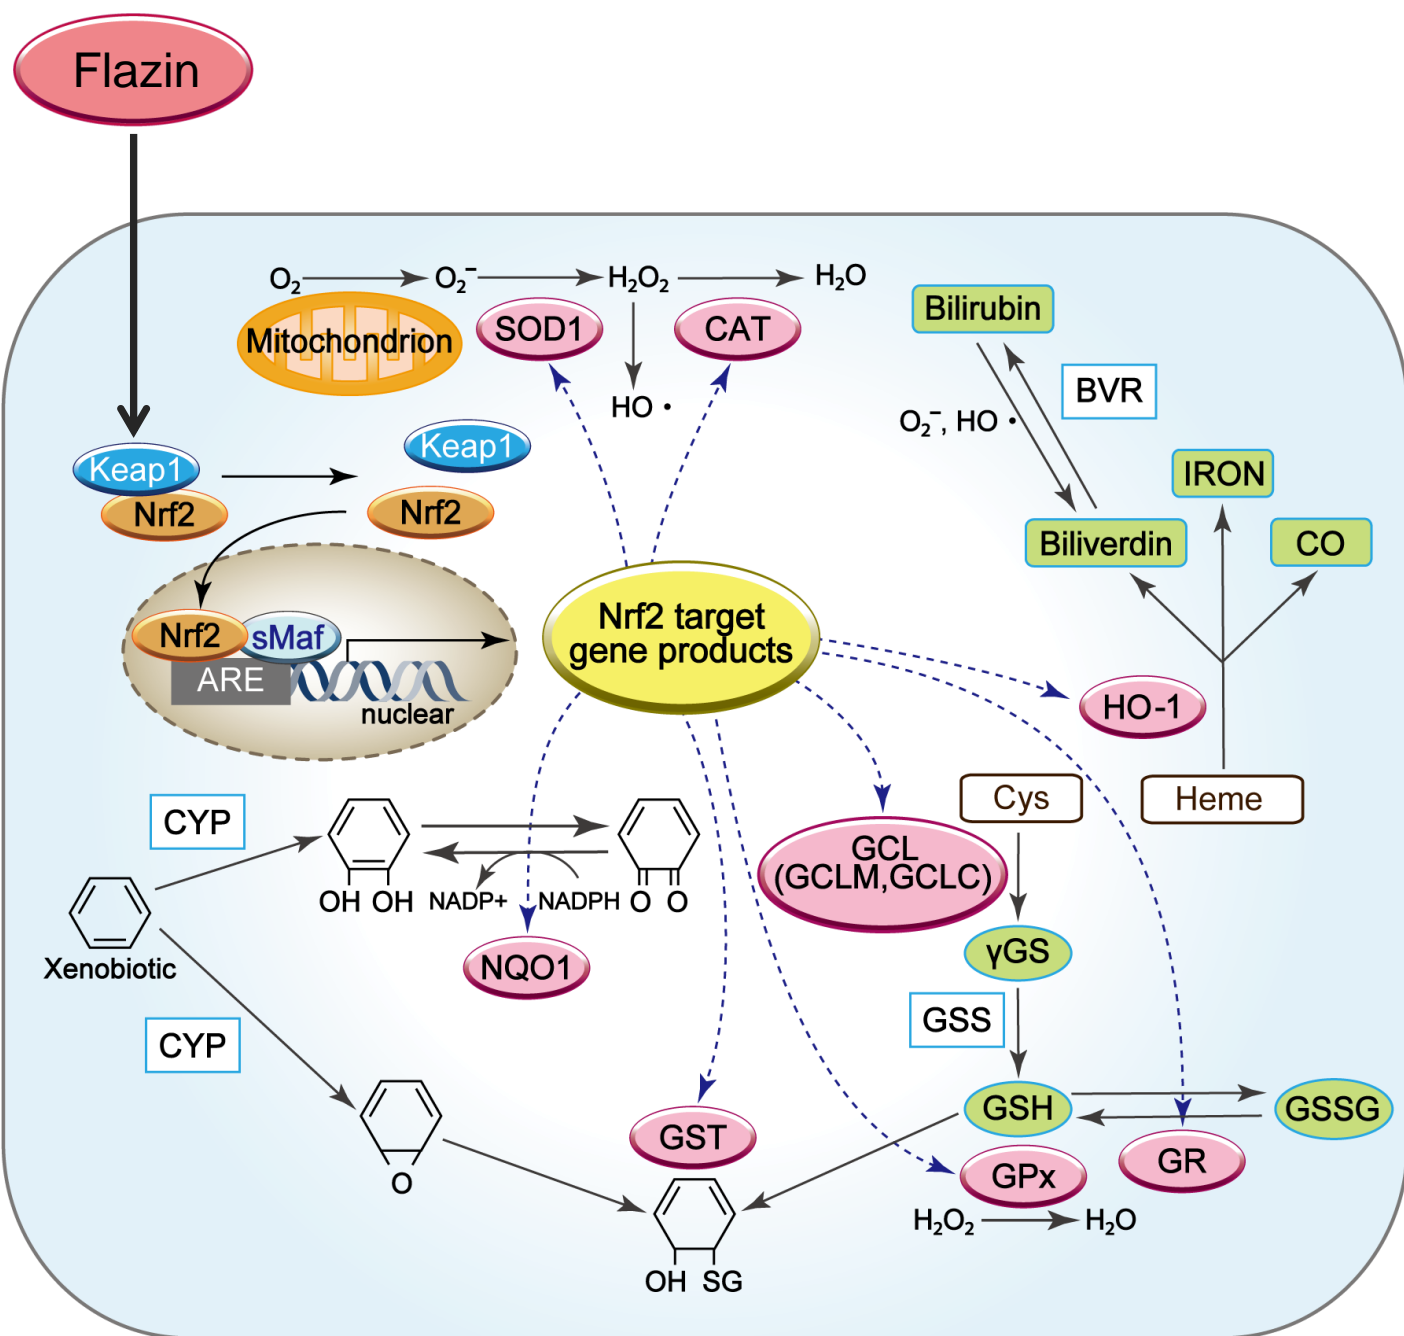 Flazin
O₂
O₂⁻
H₂O₂
H₂O
Mitochondrion
SOD1
CAT
HO •
Bilirubin
BVR
O₂⁻, HO •
Keap1
Nrf2
Keap1
Nrf2
IRON
Biliverdin
CO
Nrf2
sMaf
ARE
nuclear
Nrf2 target
gene products
HO-1
Cys
Heme
CYP
OH OH
NADP+
NADPH
O O
GCL
(GCLM,GCLC)
Xenobiotic
NQO1
γGS
GSS
CYP
O
GST
GSH
GSSG
GPx
GR
H₂O₂
H₂O
OH SG